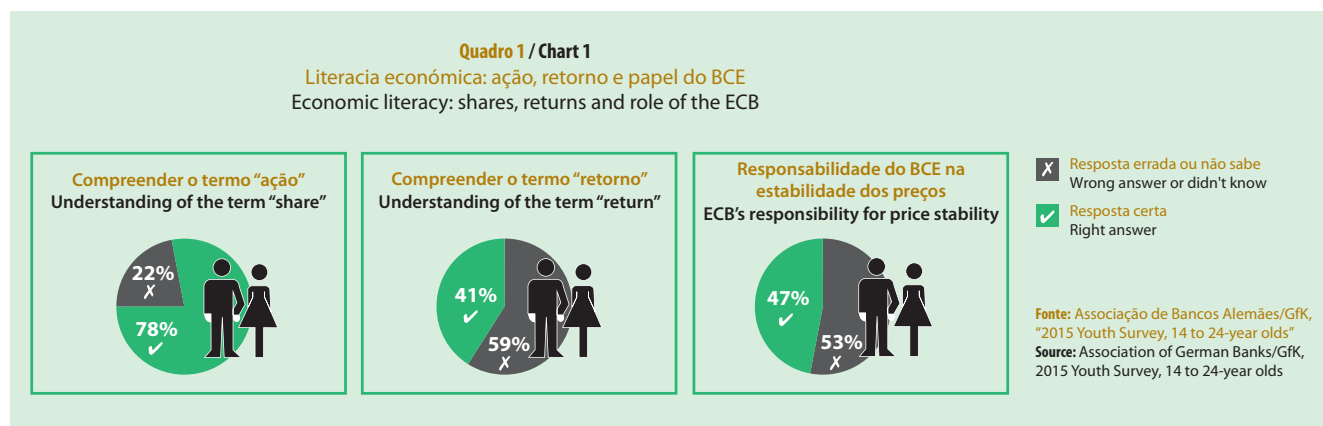 Quadro 1 / Chart 1
Literacia económica: ação, retorno e papel do BCE
Economic literacy: shares, returns and role of the ECB
Compreender o termo “ação”
Understanding of the term “share”
22%
✗
78%
✓
Compreender o termo “retorno”
Understanding of the term “return”
41%
✓
59%
✗
Responsabilidade do BCE na
estabilidade dos preços
ECB’s responsibility for price stability
47%
✓
53%
✗
✗ Resposta errada ou não sabe
Wrong answer or didn't know
✓ Resposta certa
Right answer
Fonte: Associação de Bancos Alemães/GfK,
“2015 Youth Survey, 14 to 24-year olds”
Source: Association of German Banks/GfK,
2015 Youth Survey, 14 to 24-year olds